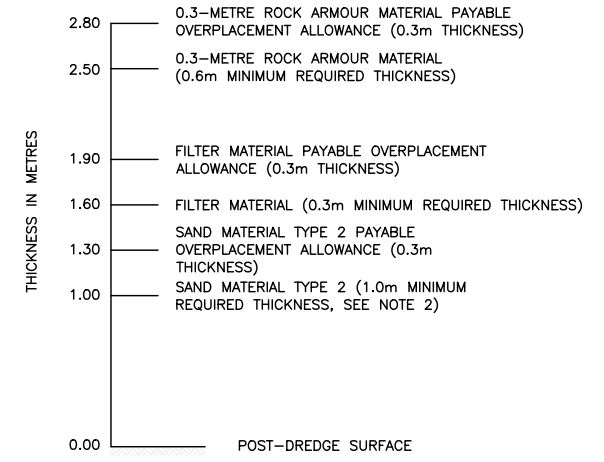 THICKNESS IN METRES
2.80
0.3-METRE ROCK ARMOUR MATERIAL PAYABLE
OVERPLACEMENT ALLOWANCE (0.3m THICKNESS)
2.50
0.3-METRE ROCK ARMOUR MATERIAL
(0.6m MINIMUM REQUIRED THICKNESS)
1.90
FILTER MATERIAL PAYABLE OVERPLACEMENT
ALLOWANCE (0.3m THICKNESS)
1.60
FILTER MATERIAL (0.3m MINIMUM REQUIRED THICKNESS)
1.30
SAND MATERIAL TYPE 2 PAYABLE
OVERPLACEMENT ALLOWANCE (0.3m
THICKNESS)
1.00
SAND MATERIAL TYPE 2 (1.0m MINIMUM
REQUIRED THICKNESS, SEE NOTE 2)
0.00
POST-DREDGE SURFACE